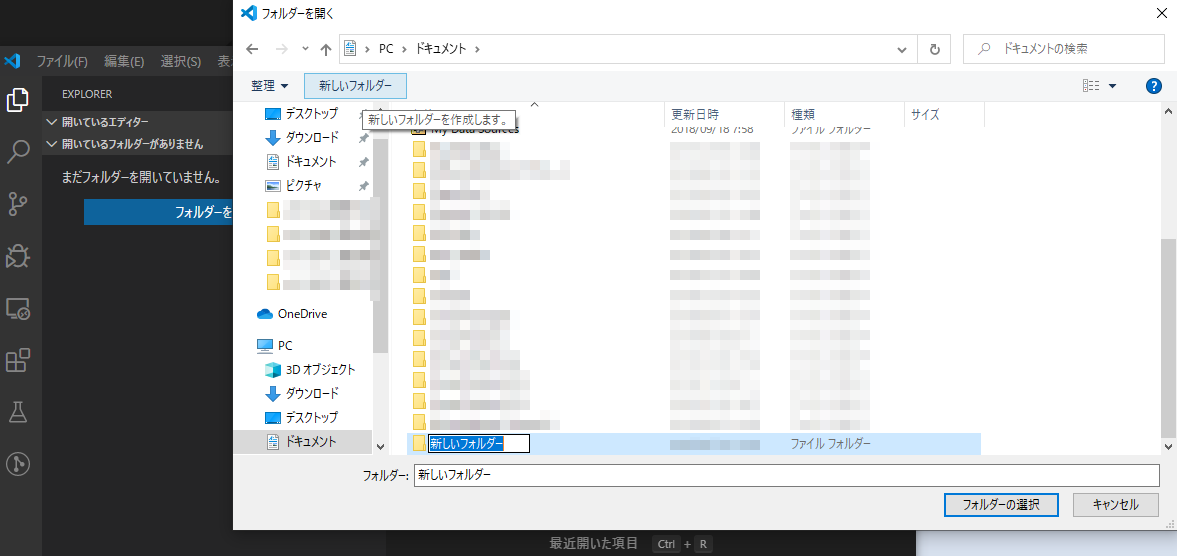 フォルダーを開く
PC
ドキュメント
ドキュメントの検索
ファイル(F) 編集(E) 選択(S)
整理
新しいフォルダー
EXPLORER
開いているエディター
開いているフォルダーがありません
まだフォルダーを開いていません。
フォルダーを
デスクトップ
ダウンロード
ドキュメント
ピクチャ
OneDrive
PC
3D オブジェクト
ダウンロード
デスクトップ
ドキュメント
新しいフォルダーを作成します。
更新日時 種類 サイズ
My Data Sources 2018/09/18 7:58 ファイル フォルダー
新しいフォルダー ファイル フォルダー
フォルダー: 新しいフォルダー
フォルダーの選択 キャンセル
最近開いた項目 Ctrl + R